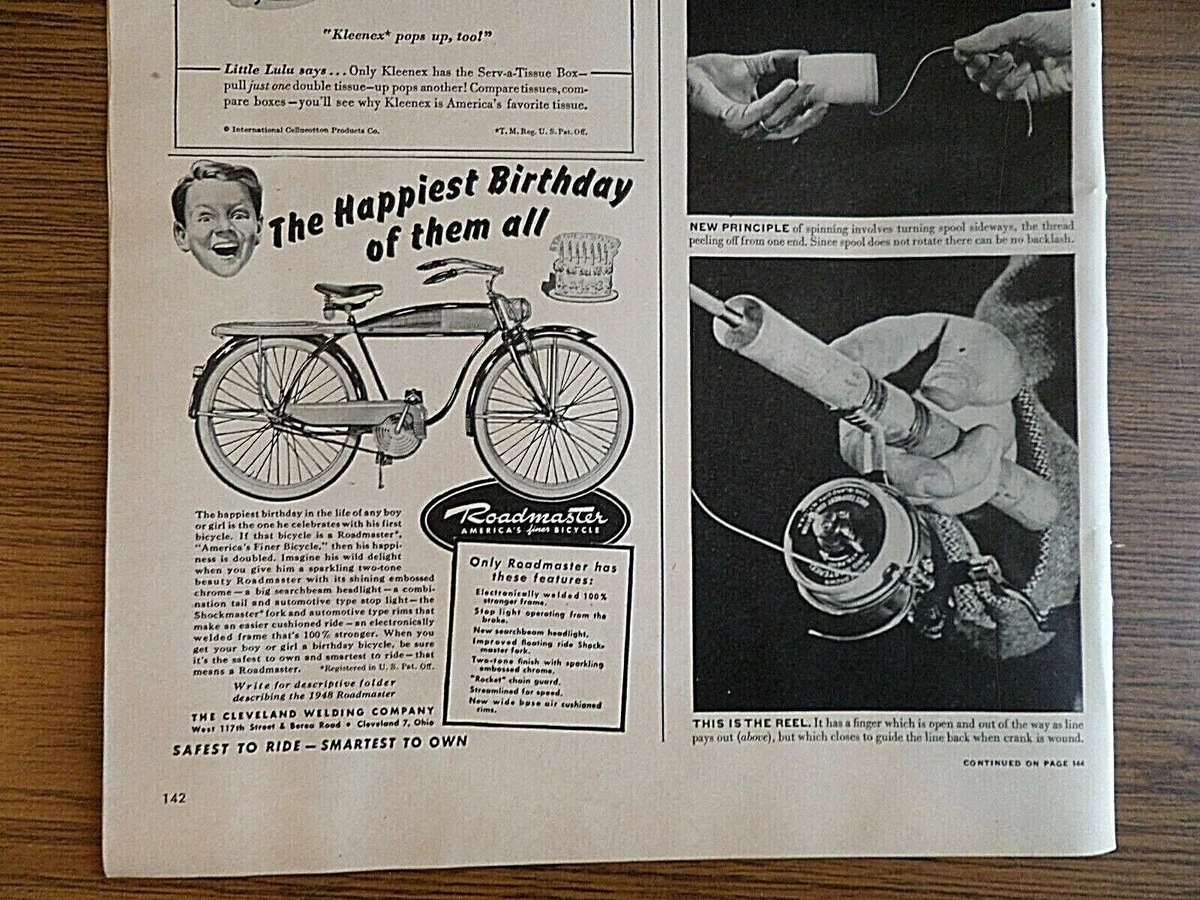 "Kleenex* pops up, too!"
Little Lulu says... Only Kleenex has the Serv-a-Tissue Box—
pull just one double tissue—up pops another! Compare tissues, com-
pare boxes—you'll see why Kleenex is America's favorite tissue.
© International Cellucotton Products Co. *T. M. Reg. U. S. Pat. Off.
The Happiest Birthday
of them all
Roadmaster
AMERICA'S finer BICYCLE
The happiest birthday in the life of any boy
or girl is the one he celebrates with his first
bicycle. If that bicycle is a Roadmaster*,
"America's Finer Bicycle," then his happi-
ness is doubled. Imagine his wild delight
when you give him a sparkling two-tone
beauty Roadmaster with its shining embossed
chrome—a big searchbeam headlight—a combi-
nation tail and automotive type stop light—the
Shockmaster* fork and automotive type rims that
make an easier cushioned ride—an electronically
welded frame that's 100% stronger. When you
get your boy or girl a birthday bicycle, be sure
it's the safest to own and smartest to ride—that
means a Roadmaster. *Registered in U. S. Pat. Off.
Write for descriptive folder
describing the 1948 Roadmaster
THE CLEVELAND WELDING COMPANY
West 117th Street & Berea Road • Cleveland 7, Ohio
SAFEST TO RIDE—SMARTEST TO OWN
Only Roadmaster has
these features:
Electronically welded 100%
stronger frame.
Stop light operating from the
brake.
New searchbeam headlight.
Improved floating ride Shock-
master fork.
Two-tone finish with sparkling
embossed chrome.
"Rocket" chain guard.
Streamlined for speed.
New wide base air cushioned
rims.
142
NEW PRINCIPLE of spinning involves turning spool sideways, the thread
peeling off from one end. Since spool does not rotate there can be no backlash.
THIS IS THE REEL. It has a finger which is open and out of the way as line
pays out (above), but which closes to guide the line back when crank is wound.
CONTINUED ON PAGE 144